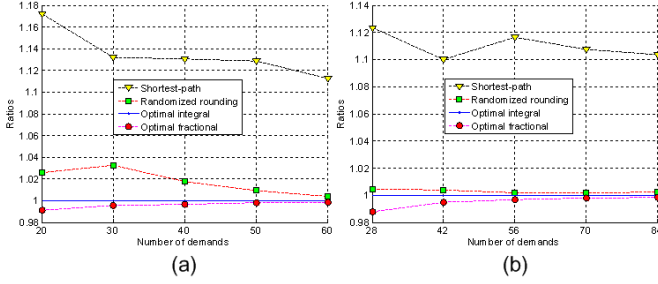 1.18
1.16
1.14
1.12
1.1
1.08
1.06
1.04
1.02
1
0.98
Ratios
Shortest-path
Randomized rounding
Optimal integral
Optimal fractional
20 30 40 50 60
Number of demands
(a)
1.14
1.12
1.1
1.08
1.06
1.04
1.02
1
0.98
Ratios
Shortest-path
Randomized rounding
Optimal integral
Optimal fractional
28 42 56 70 84
Number of demands
(b)